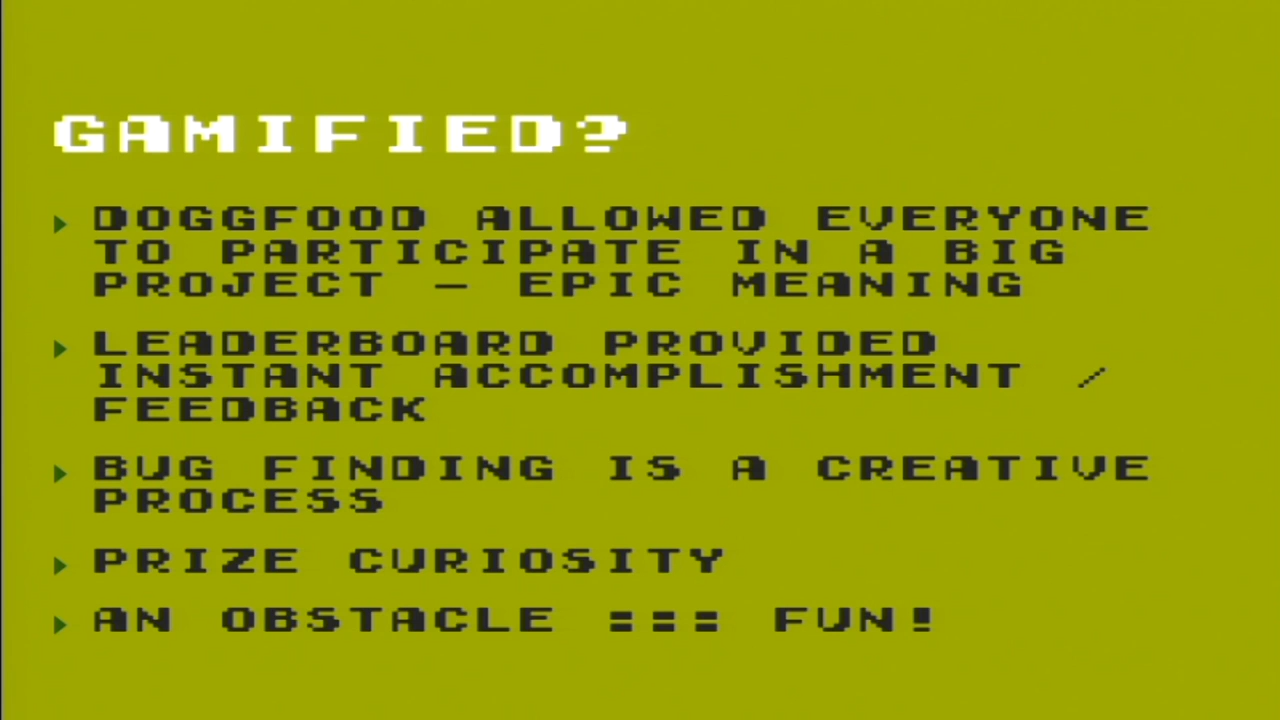 GAMIFIED?
DOGGFOOD ALLOWED EVERYONE
TO PARTICIPATE IN A BIG
PROJECT - EPIC MEANING
LEADERBOARD PROVIDED
INSTANT ACCOMPLISHMENT /
FEEDBACK
BUG FINDING IS A CREATIVE
PROCESS
PRIZE CURIOSITY
AN OBSTACLE === FUN!